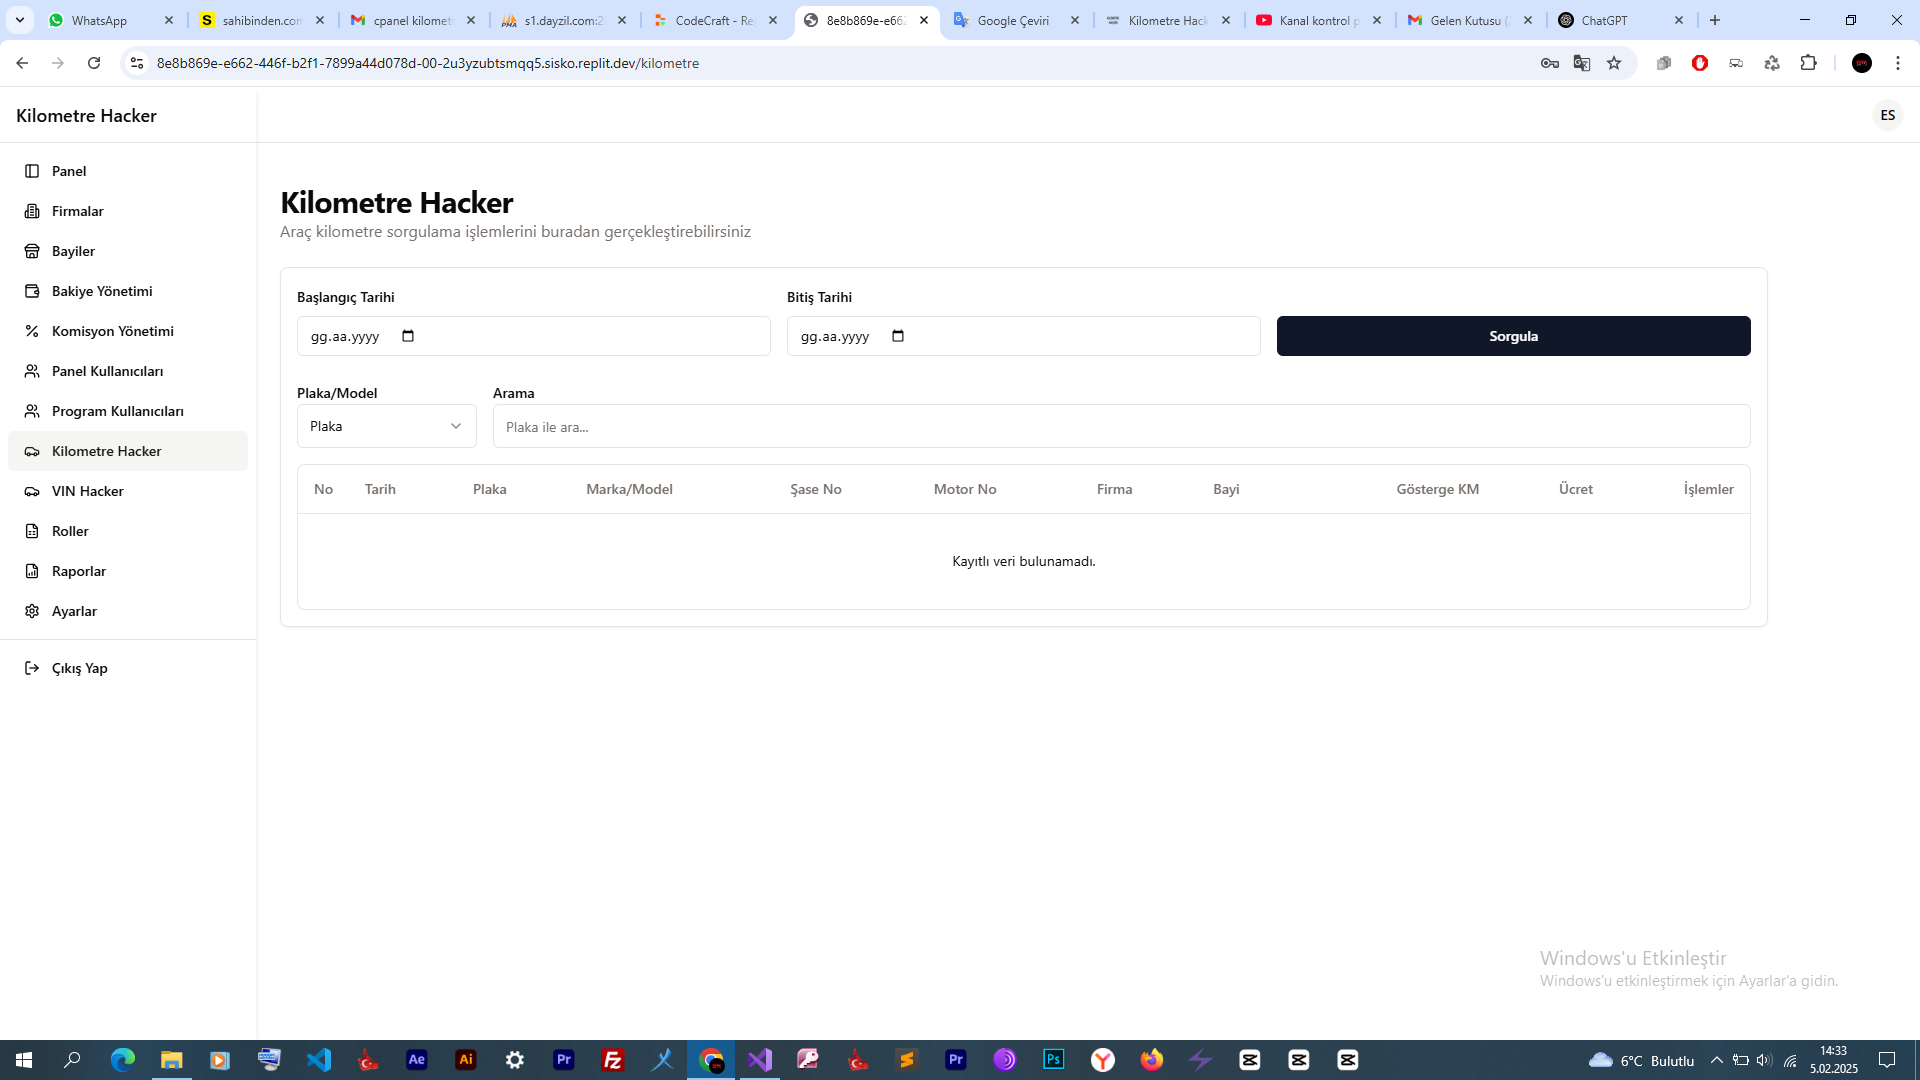 WhatsApp
sahibinden.con
cpanel kilomet
s1.dayzil.com:2
CodeCraft - Re
8e8b869e-e662
Google Çeviri
Kilometre Hack
Kanal kontrol p
Gelen Kutusu (
ChatGPT
8e8b869e-e662-446f-b2f1-7899a44d078d-00-2u3yzubtsmqq5.sisko.replit.dev/kilometre
Kilometre Hacker
ES
Panel
Firmalar
Bayiler
Bakiye Yönetimi
Komisyon Yönetimi
Panel Kullanıcıları
Program Kullanıcıları
Kilometre Hacker
VIN Hacker
Roller
Raporlar
Ayarlar
Çıkış Yap
Kilometre Hacker
Araç kilometre sorgulama işlemlerini buradan gerçekleştirebilirsiniz
Başlangıç Tarihi
Bitiş Tarihi
gg.aa.yyyy
gg.aa.yyyy
Sorgula
Plaka/Model
Arama
Plaka
Plaka ile ara...
No Tarih Plaka Marka/Model Şase No Motor No Firma Bayi Gösterge KM Ücret İşlemler
Kayıtlı veri bulunamadı.
Windows'u Etkinleştir
Windows'u etkinleştirmek için Ayarlar'a gidin.
6°C Bulutlu
14:33
5.02.2025